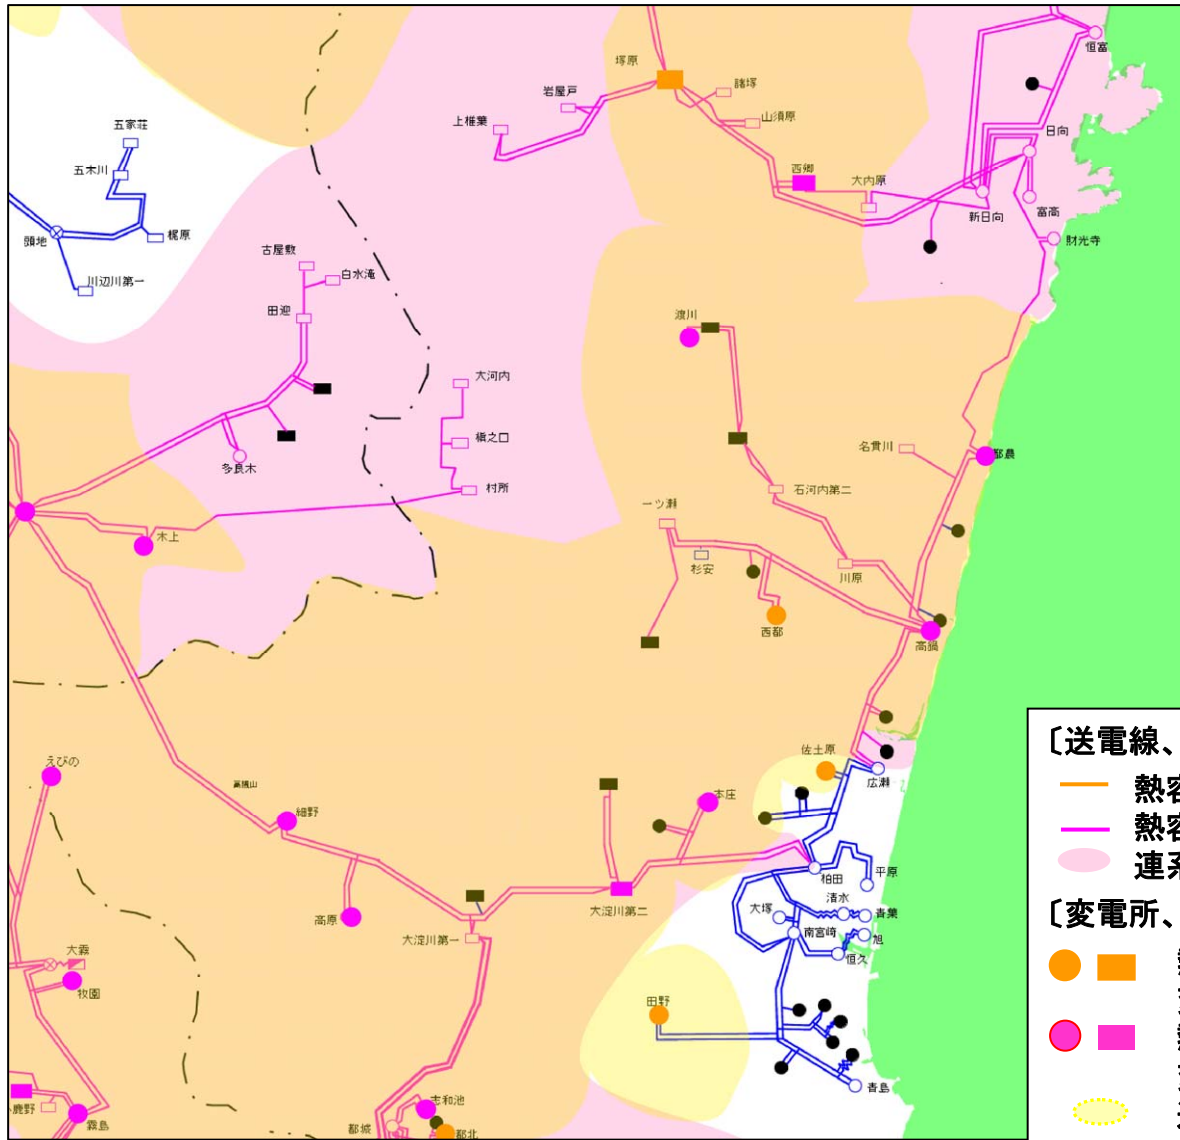 恒富
塚原
諸塚
岩屋戸
上椎葉
山須原
五家荘
日向
五木川
西郷
大内原
新日向
富高
頭地
梶原
財光寺
古屋敷
白水滝
川辺川第一
田迎
渡川
大河内
槇之口
名貫川
都農
多良木
村所
石河内第二
一ツ瀬
木上
杉安
川原
西都
高鍋
佐土原
えびの
広瀬
細野
本庄
柏田
平原
清水
大塚
青葉
高原
大淀川第二
大淀川第一
南宮崎
旭
恒久
大霧
牧園
田野
青島
鹿野
志和池
霧島
都城
都北
〔送電線、
熱容
熱容
連系
〔変電所、